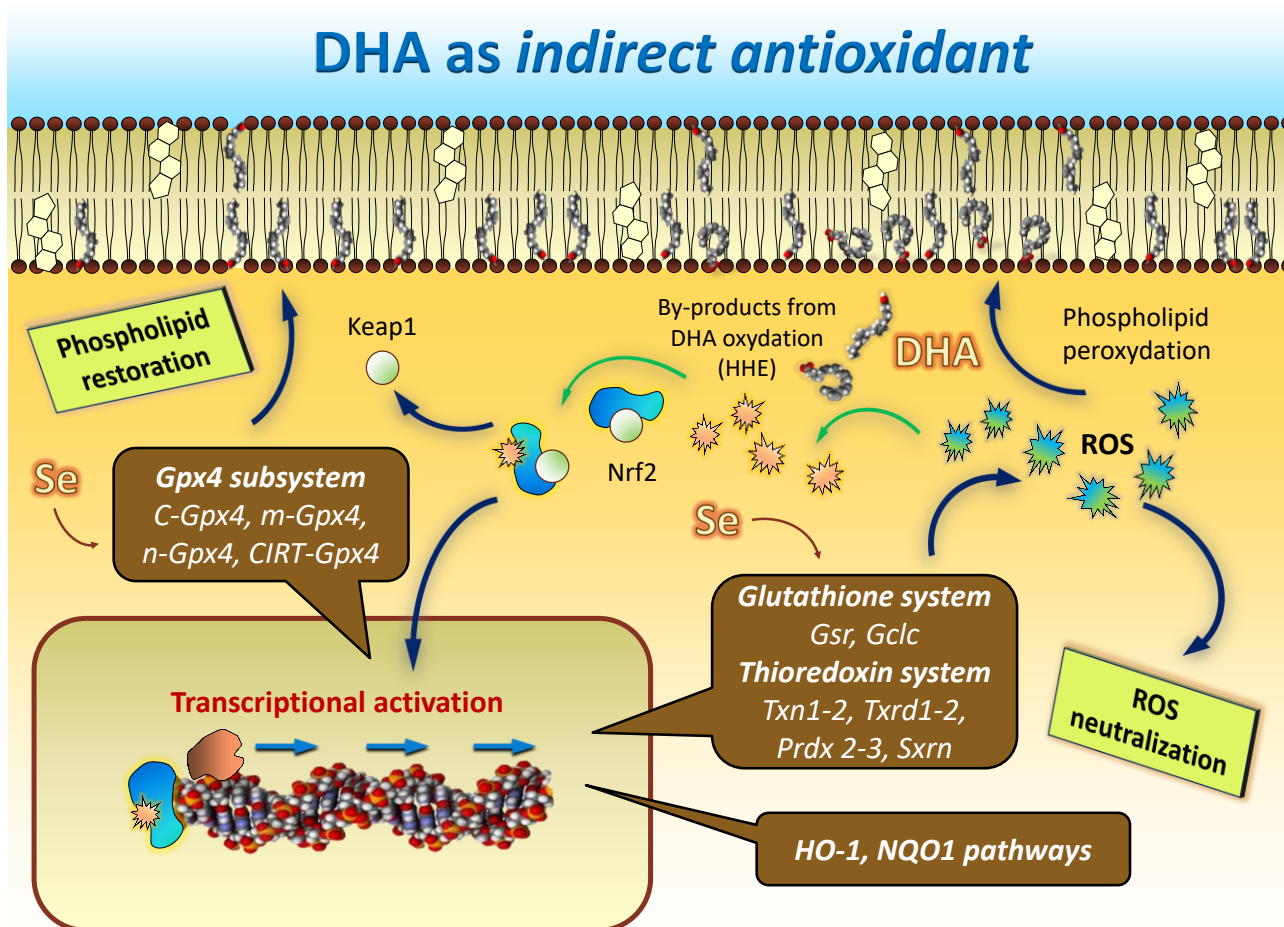 DHA as indirect antioxidant
Phospholipid
restoration
Keap1
By-products from
DHA oxydation
(HHE)
DHA
Phospholipid
peroxydation
Nrf2
ROS
Se
Gpx4 subsystem
C-Gpx4, m-Gpx4,
n-Gpx4, CIRT-Gpx4
Se
Glutathione system
Gsr, Gclc
Thioredoxin system
Txn1-2, Txrd1-2,
Prdx 2-3, Sxrn
ROS
neutralization
Transcriptional activation
HO-1, NQO1 pathways